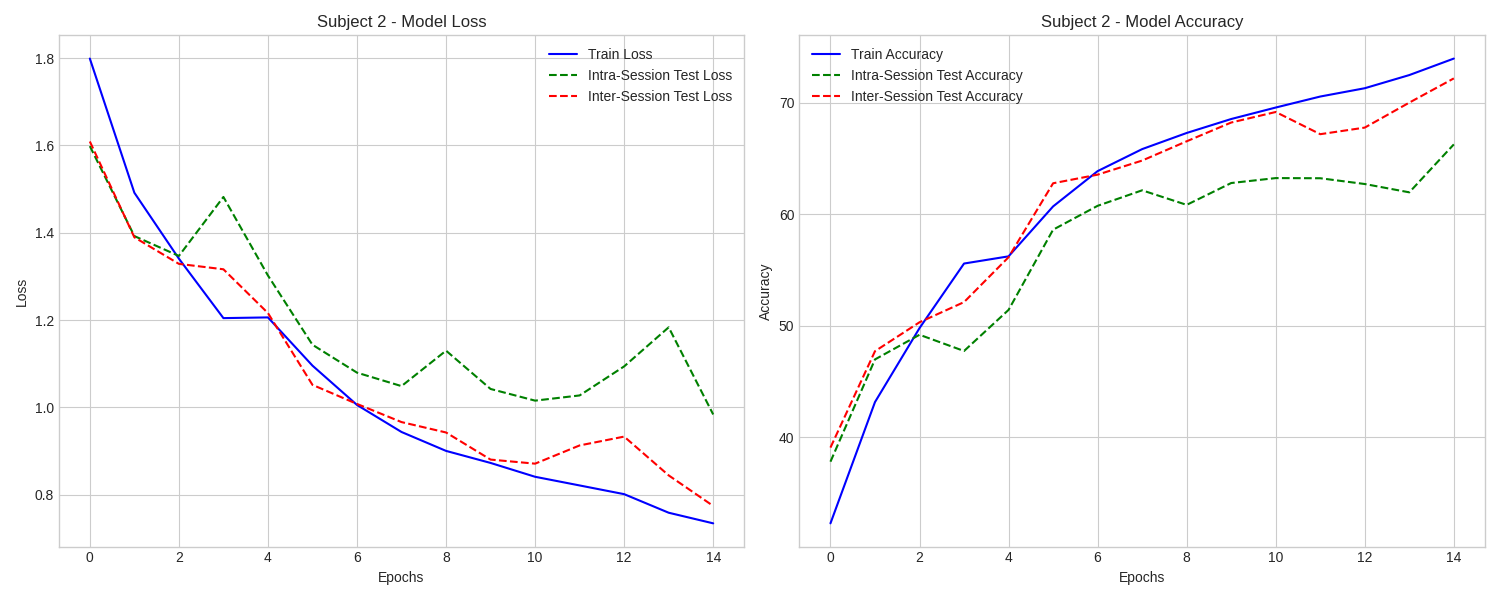 Subject 2 - Model Loss
Train Loss
Intra-Session Test Loss
Inter-Session Test Loss
Loss
1.8
1.6
1.4
1.2
1.0
0.8
0 2 4 6 8 10 12 14
Epochs
Subject 2 - Model Accuracy
Train Accuracy
Intra-Session Test Accuracy
Inter-Session Test Accuracy
Accuracy
70
60
50
40
0 2 4 6 8 10 12 14
Epochs